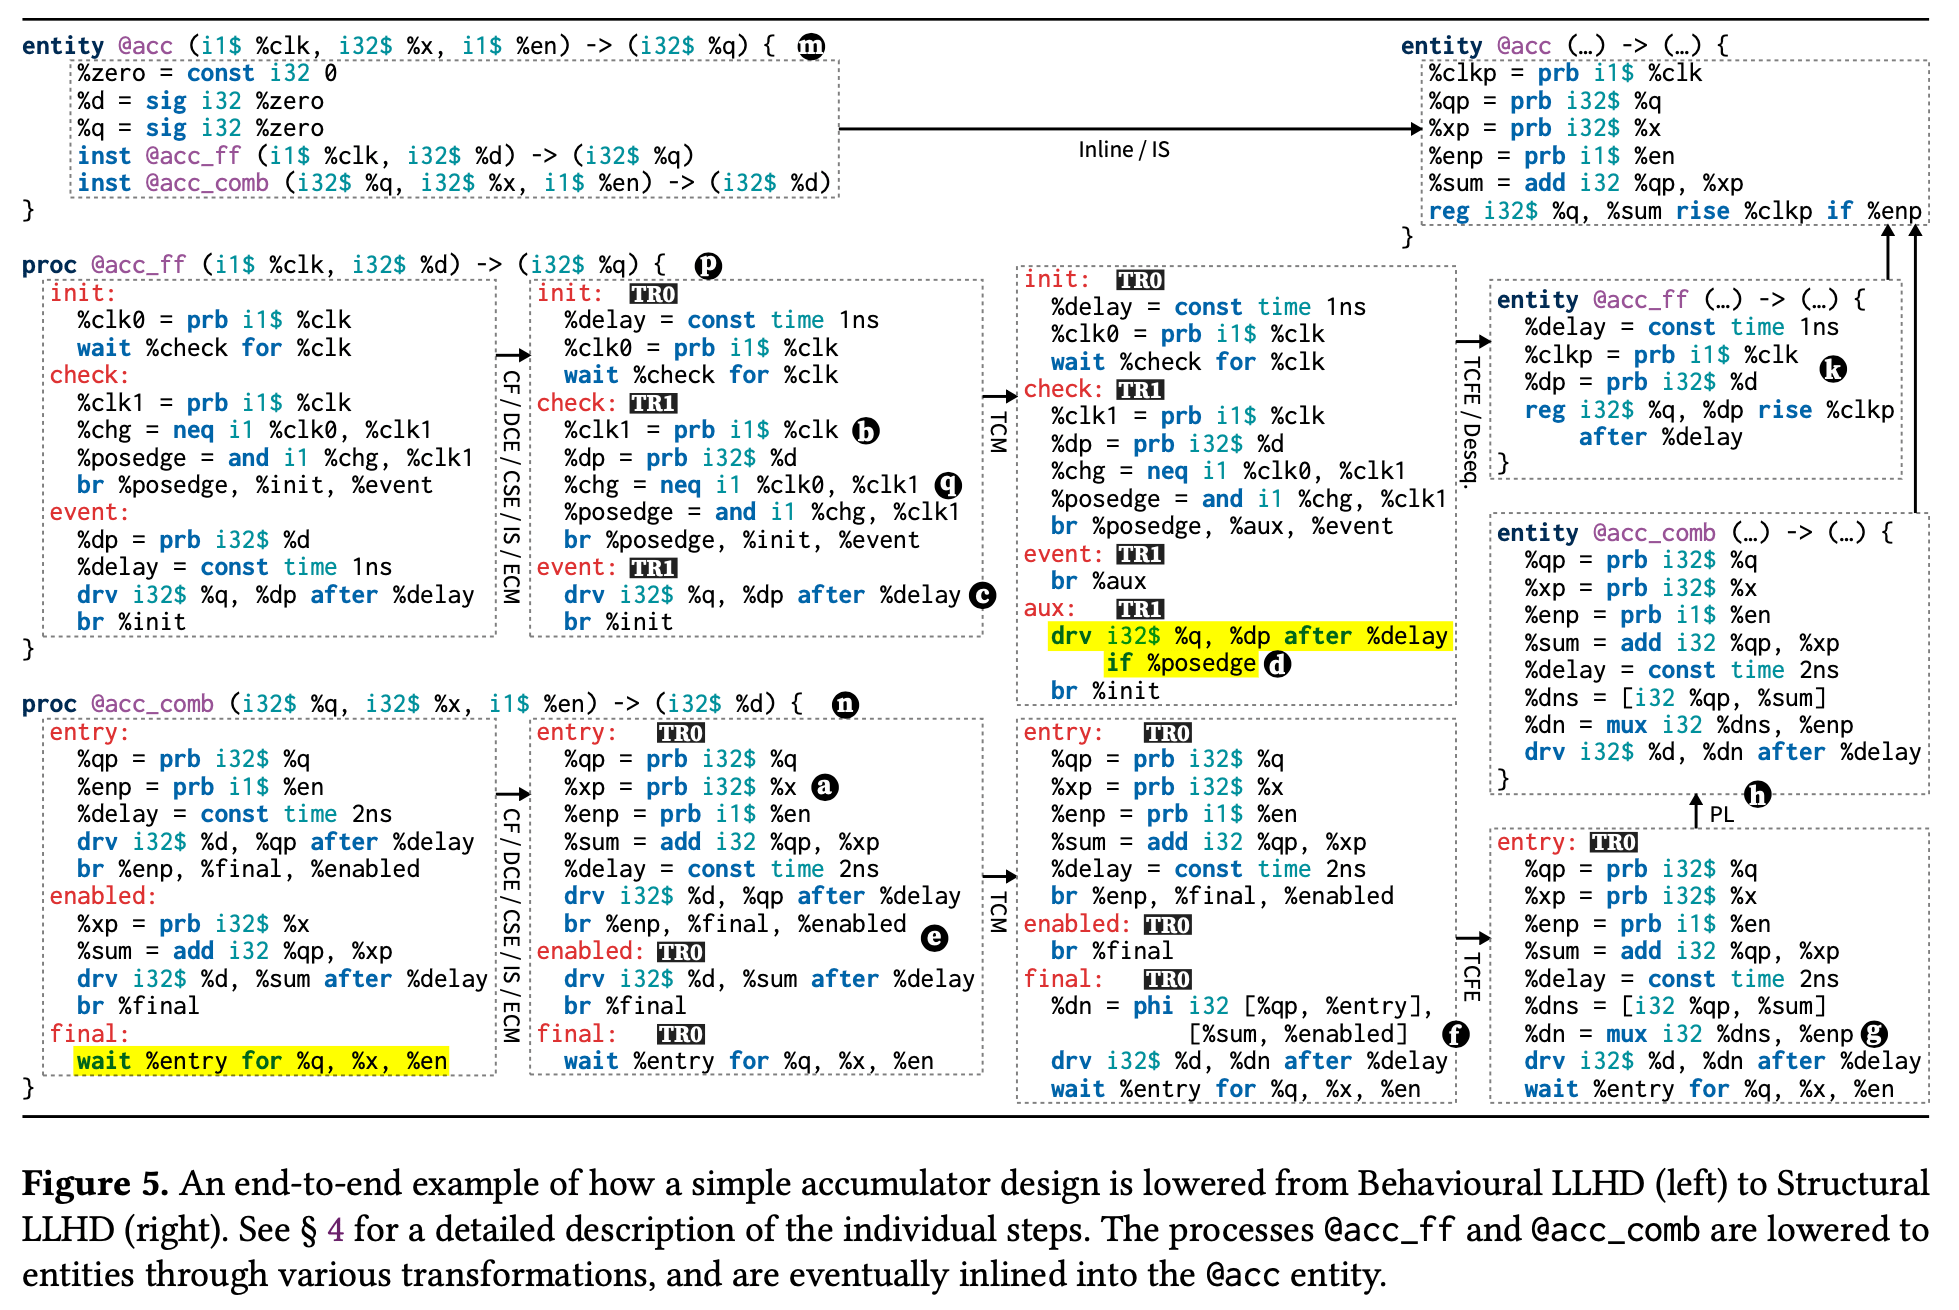 entity @acc (i1$ %clk, i32$ %x, i1$ %en) -> (i32$ %q) { m
%zero = const i32 0
%d = sig i32 %zero
%q = sig i32 %zero
inst @acc_ff (i1$ %clk, i32$ %d) -> (i32$ %q)
inst @acc_comb (i32$ %q, i32$ %x, i1$ %en) -> (i32$ %d)
}
Inline / IS
entity @acc (…) -> (…) {
%clkp = prb i1$ %clk
%qp = prb i32$ %q
%xp = prb i32$ %x
%enp = prb i1$ %en
%sum = add i32 %qp, %xp
reg i32$ %q, %sum rise %clkp if %enp
}
proc @acc_ff (i1$ %clk, i32$ %d) -> (i32$ %q) { p
init:
%clk0 = prb i1$ %clk
wait %check for %clk
check:
%clk1 = prb i1$ %clk
%chg = neq i1 %clk0, %clk1
%posedge = and i1 %chg, %clk1
br %posedge, %init, %event
event:
%dp = prb i32$ %d
%delay = const time 1ns
drv i32$ %q, %dp after %delay
br %init
}
CF / DCE / CSE / IS / ECM
init: TR0
%delay = const time 1ns
%clk0 = prb i1$ %clk
wait %check for %clk
check: TR1
%clk1 = prb i1$ %clk b
%dp = prb i32$ %d
%chg = neq i1 %clk0, %clk1 q
%posedge = and i1 %chg, %clk1
br %posedge, %init, %event
event: TR1
drv i32$ %q, %dp after %delay c
br %init
TCM
init: TR0
%delay = const time 1ns
%clk0 = prb i1$ %clk
wait %check for %clk
check: TR1
%clk1 = prb i1$ %clk
%dp = prb i32$ %d
%chg = neq i1 %clk0, %clk1
%posedge = and i1 %chg, %clk1
br %posedge, %aux, %event
event: TR1
br %aux
aux: TR1
drv i32$ %q, %dp after %delay
if %posedge d
br %init
TCFE / Deseq.
entity @acc_ff (…) -> (…) {
%delay = const time 1ns
%clkp = prb i1$ %clk k
%dp = prb i32$ %d
reg i32$ %q, %dp rise %clkp
after %delay
}
proc @acc_comb (i32$ %q, i32$ %x, i1$ %en) -> (i32$ %d) { n
entry:
%qp = prb i32$ %q
%enp = prb i1$ %en
%delay = const time 2ns
drv i32$ %d, %qp after %delay
br %enp, %final, %enabled
enabled:
%xp = prb i32$ %x
%sum = add i32 %qp, %xp
drv i32$ %d, %sum after %delay
br %final
final:
wait %entry for %q, %x, %en
}
CF / DCE / CSE / IS / ECM
entry: TR0
%qp = prb i32$ %q
%xp = prb i32$ %x a
%enp = prb i1$ %en
%sum = add i32 %qp, %xp
%delay = const time 2ns
drv i32$ %d, %qp after %delay
br %enp, %final, %enabled e
enabled: TR0
drv i32$ %d, %sum after %delay
br %final
final: TR0
wait %entry for %q, %x, %en
TCM
entry: TR0
%qp = prb i32$ %q
%xp = prb i32$ %x
%enp = prb i1$ %en
%sum = add i32 %qp, %xp
%delay = const time 2ns
br %enp, %final, %enabled
enabled: TR0
br %final
final: TR0
%dn = phi i32 [%qp, %entry],
[%sum, %enabled] f
drv i32$ %d, %dn after %delay
wait %entry for %q, %x, %en
TCFE
entry: TR0
%qp = prb i32$ %q
%xp = prb i32$ %x
%enp = prb i1$ %en
%sum = add i32 %qp, %xp
%delay = const time 2ns
%dns = [i32 %qp, %sum]
%dn = mux i32 %dns, %enp g
drv i32$ %d, %dn after %delay
wait %entry for %q, %x, %en
PL
entity @acc_comb (…) -> (…) {
%qp = prb i32$ %q
%xp = prb i32$ %x
%enp = prb i1$ %en
%sum = add i32 %qp, %xp
%delay = const time 2ns
%dns = [i32 %qp, %sum]
%dn = mux i32 %dns, %enp
drv i32$ %d, %dn after %delay
}
h
Figure 5. An end-to-end example of how a simple accumulator design is lowered from Behavioural LLHD (left) to Structural
LLHD (right). See § 4 for a detailed description of the individual steps. The processes @acc_ff and @acc_comb are lowered to
entities through various transformations, and are eventually inlined into the @acc entity.